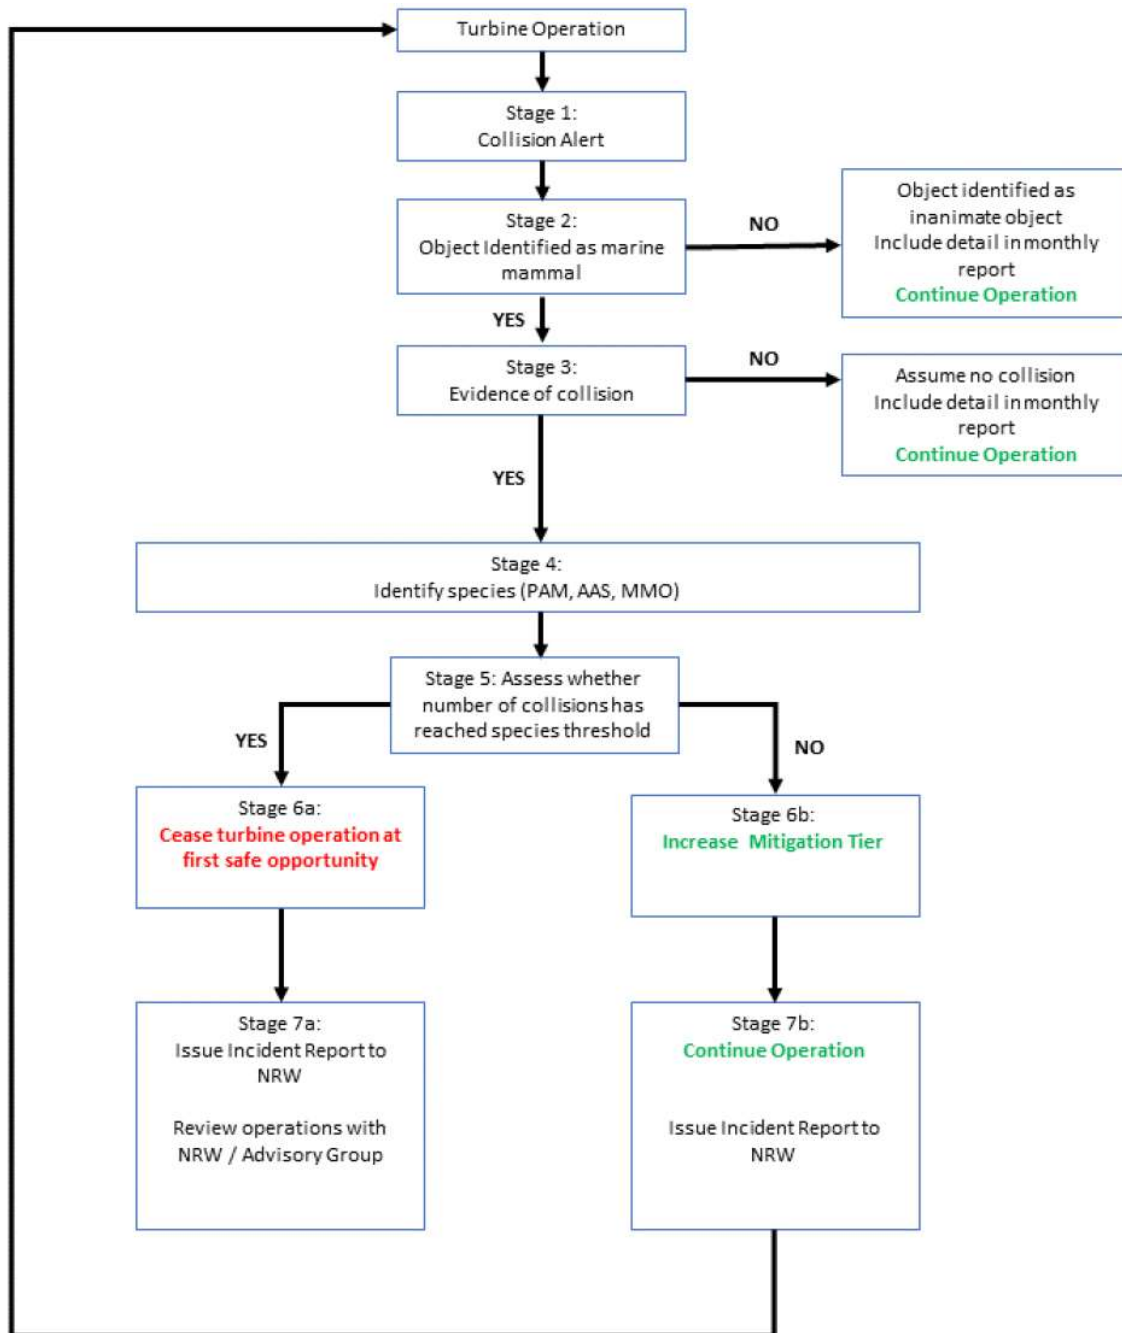 Turbine Operation
Stage 1:
Collision Alert
Stage 2:
Object Identified as marine
mammal
NO
Object identified as
inanimate object
Include detail in monthly
report
Continue Operation
YES
Stage 3:
Evidence of collision
NO
Assume no collision
Include detail in monthly
report
Continue Operation
YES
Stage 4:
Identify species (PAM, AAS, MMO)
Stage 5: Assess whether
number of collisions has
reached species threshold
YES
NO
Stage 6a:
Cease turbine operation at
first safe opportunity
Stage 6b:
Increase Mitigation Tier
Stage 7a:
Issue Incident Report to
NRW
Review operations with
NRW / Advisory Group
Stage 7b:
Continue Operation
Issue Incident Report to
NRW